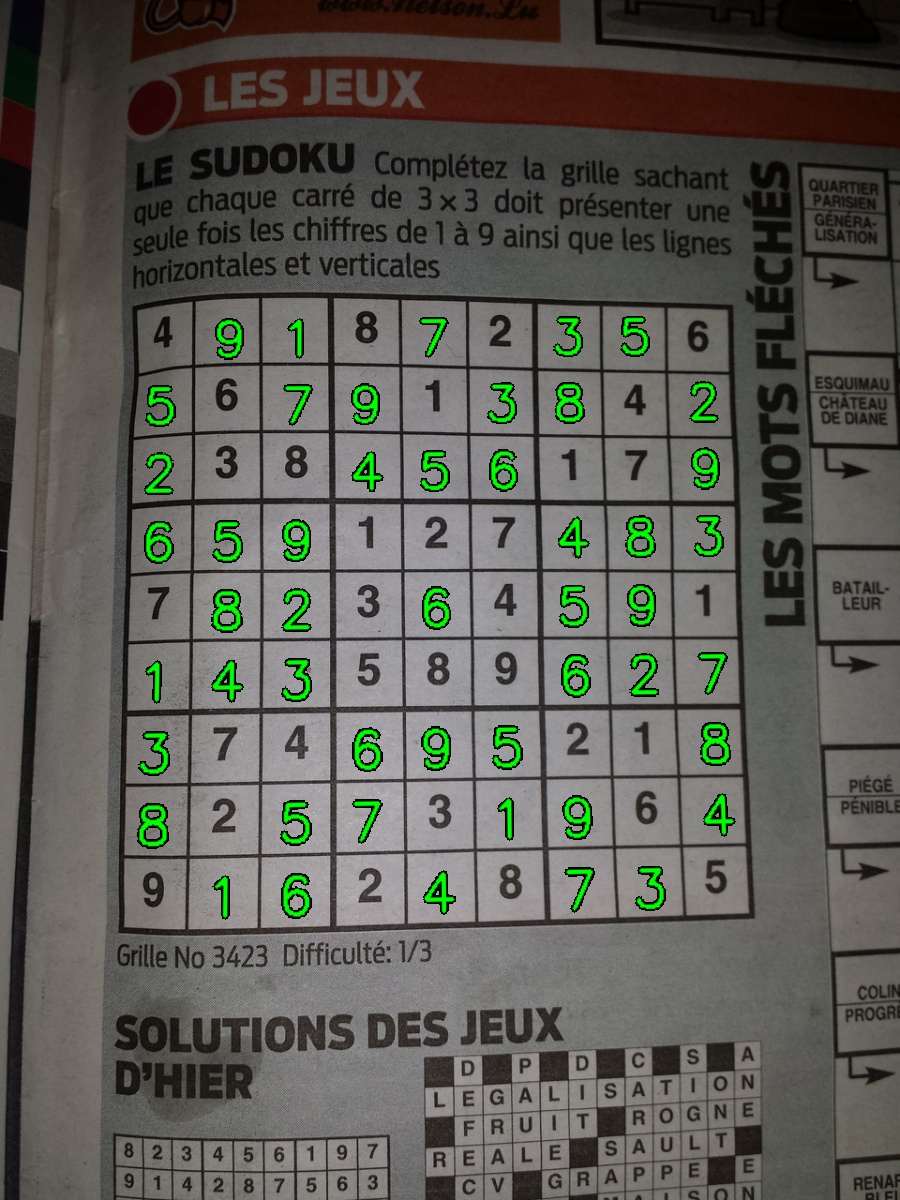 www.Nelson.Lu
LES JEUX
LE SUDOKU Complétez la grille sachant
que chaque carré de 3 x 3 doit présenter une
seule fois les chiffres de 1 à 9 ainsi que les lignes
horizontales et verticales
4 9 1 8 7 2 3 5 6
5 6 7 9 1 3 8 4 2
2 3 8 4 5 6 1 7 9
6 5 9 1 2 7 4 8 3
7 8 2 3 6 4 5 9 1
1 4 3 5 8 9 6 2 7
3 7 4 6 9 5 2 1 8
8 2 5 7 3 1 9 6 4
9 1 6 2 4 8 7 3 5
Grille No 3423 Difficulté: 1/3
LES MOTS FLÉCHÉS
QUARTIER
PARISIEN
GÉNÉRA-
LISATION
ESQUIMAU
CHÂTEAU
DE DIANE
BATAIL-
LEUR
PIÉGÉ
PÉNIBLE
COLIN
PROGRÈ
RENAR
SOLUTIONS DES JEUX
D'HIER
8 2 3 4 5 6 1 9 7
9 1 4 2 8 7 5 6 3
D P D C S A
L E G A L I S A T I O N
F R U I T R O G N E
R E A L E S A U L T
C V G R A P P E E